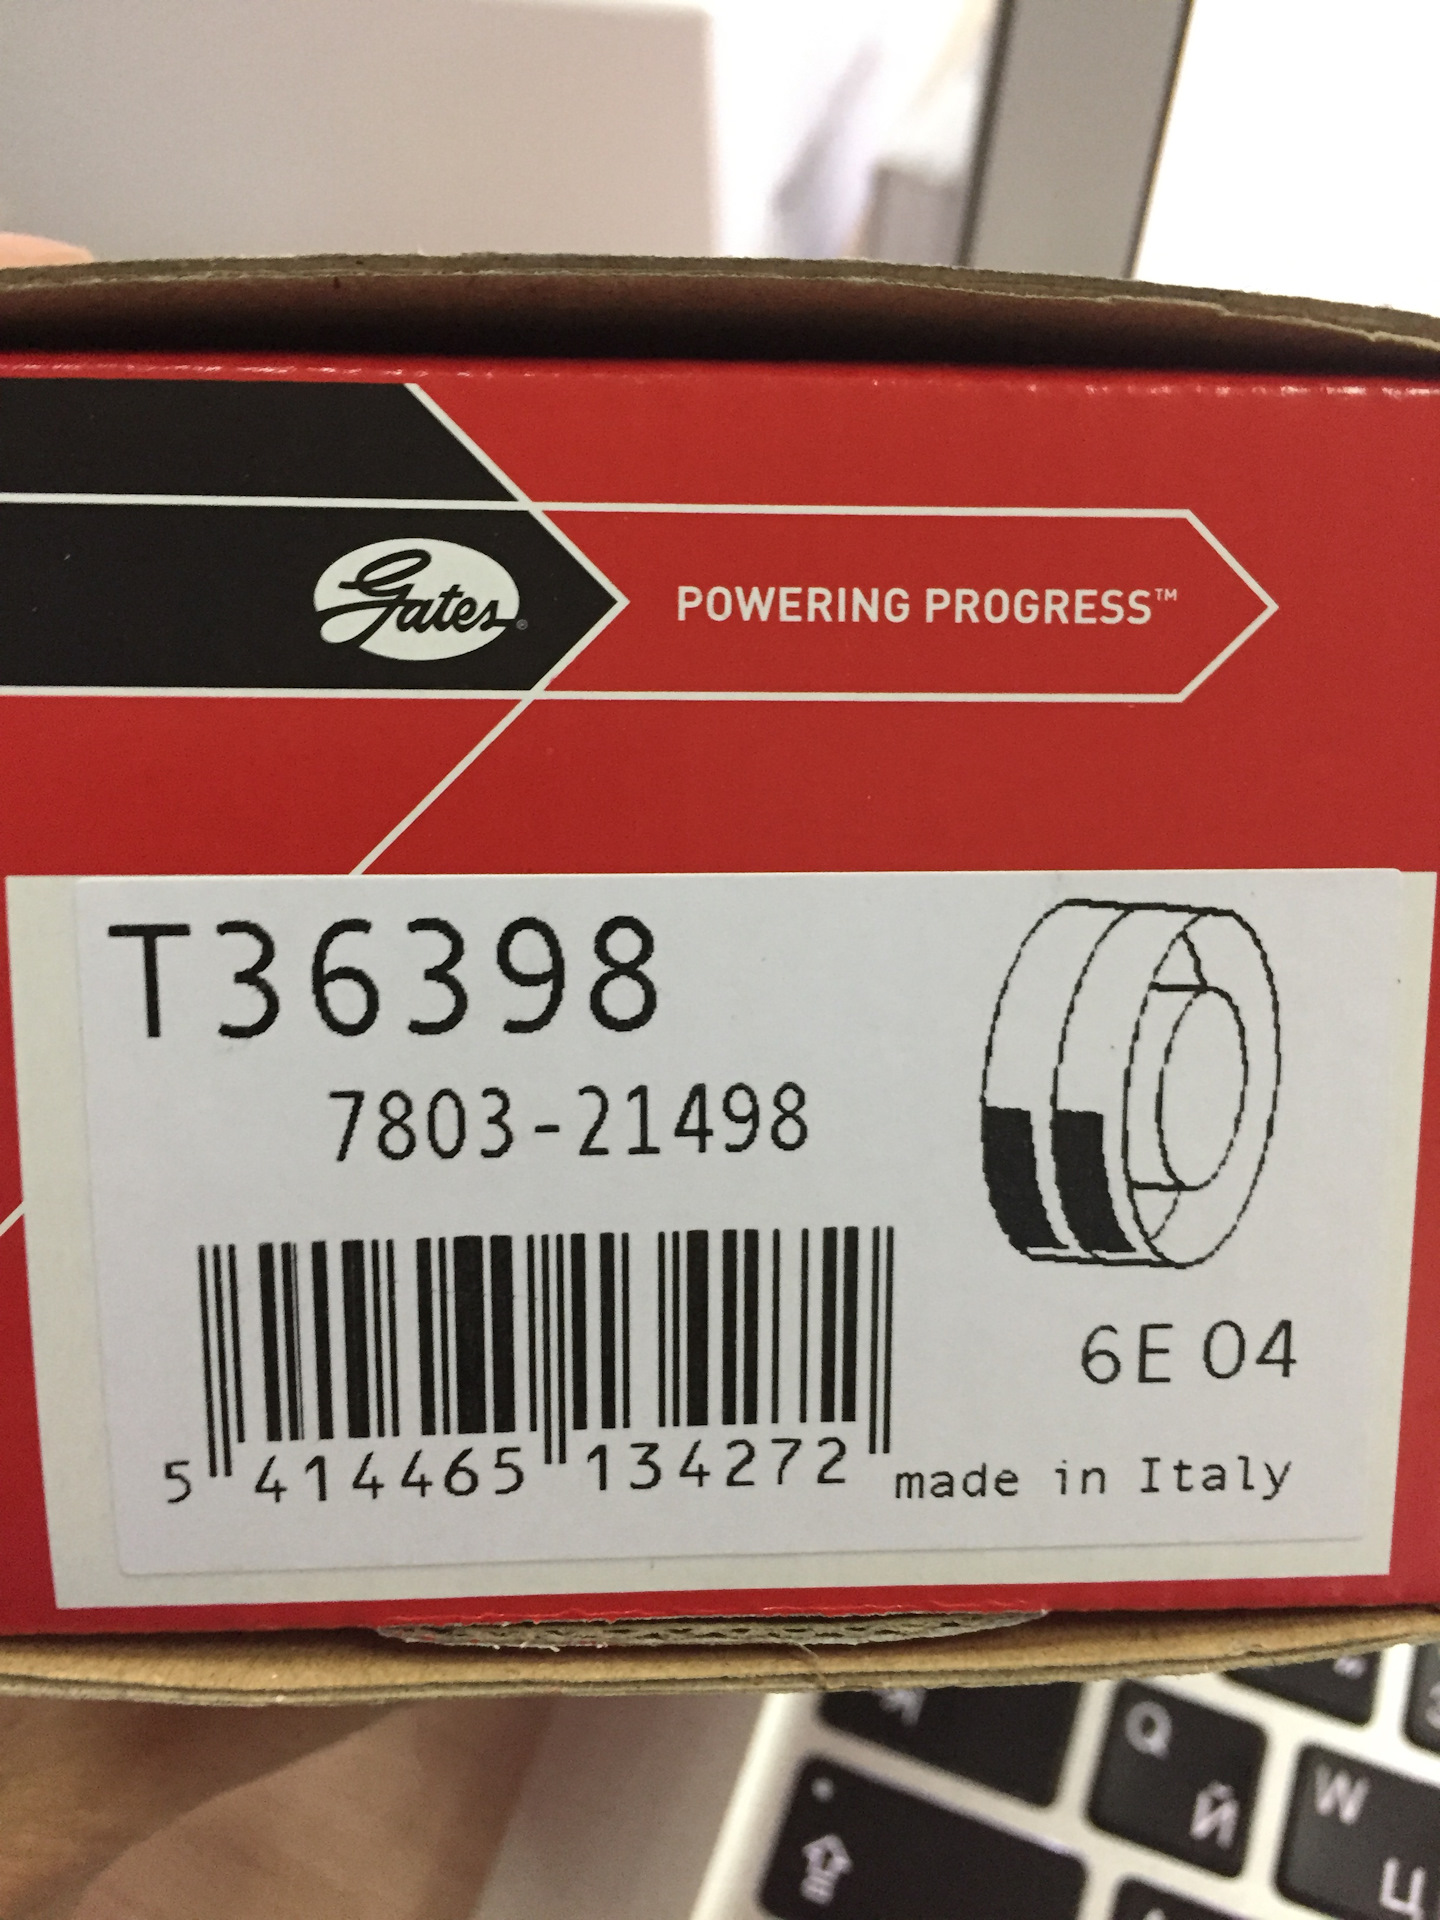 Gates®
POWERING PROGRESS™
T36398
7803-21498
6E 04
5 414465 134272
made in Italy
Q
Й
W
Ц